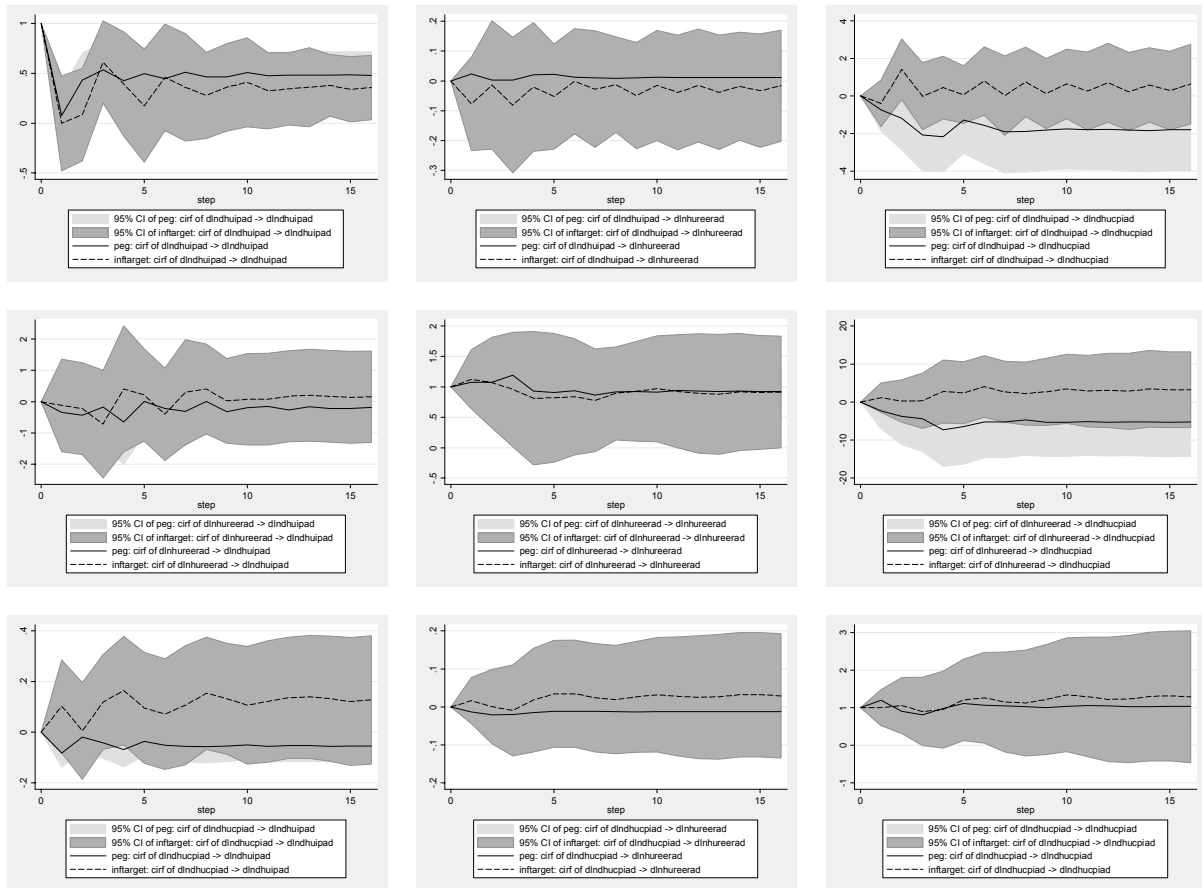 1
.5
0
-.5
0 5 10 15
step
95% CI of peg: cirf of dlndhuipad -> dlndhuipad
95% CI of inftarget: cirf of dlndhuipad -> dlndhuipad
peg: cirf of dlndhuipad -> dlndhuipad
inftarget: cirf of dlndhuipad -> dlndhuipad
.2
.1
0
-.1
-.2
-.3
0 5 10 15
step
95% CI of peg: cirf of dlndhuipad -> dlnhureerad
95% CI of inftarget: cirf of dlndhuipad -> dlnhureerad
peg: cirf of dlndhuipad -> dlnhureerad
inftarget: cirf of dlndhuipad -> dlnhureerad
4
2
0
-2
-4
0 5 10 15
step
95% CI of peg: cirf of dlndhuipad -> dlndhucpiad
95% CI of inftarget: cirf of dlndhuipad -> dlndhucpiad
peg: cirf of dlndhuipad -> dlndhucpiad
inftarget: cirf of dlndhuipad -> dlndhucpiad
2
1
0
-1
-2
0 5 10 15
step
95% CI of peg: cirf of dlnhureerad -> dlndhuipad
95% CI of inftarget: cirf of dlnhureerad -> dlndhuipad
peg: cirf of dlnhureerad -> dlndhuipad
inftarget: cirf of dlnhureerad -> dlndhuipad
2
1.5
1
.5
0
-.5
0 5 10 15
step
95% CI of peg: cirf of dlnhureerad -> dlnhureerad
95% CI of inftarget: cirf of dlnhureerad -> dlnhureerad
peg: cirf of dlnhureerad -> dlnhureerad
inftarget: cirf of dlnhureerad -> dlnhureerad
20
10
0
-10
-20
0 5 10 15
step
95% CI of peg: cirf of dlnhureerad -> dlndhucpiad
95% CI of inftarget: cirf of dlnhureerad -> dlndhucpiad
peg: cirf of dlnhureerad -> dlndhucpiad
inftarget: cirf of dlnhureerad -> dlndhucpiad
.4
.2
0
-.2
0 5 10 15
step
95% CI of peg: cirf of dlndhucpiad -> dlndhuipad
95% CI of inftarget: cirf of dlndhucpiad -> dlndhuipad
peg: cirf of dlndhucpiad -> dlndhuipad
inftarget: cirf of dlndhucpiad -> dlndhuipad
.2
.1
0
-.1
-.2
0 5 10 15
step
95% CI of peg: cirf of dlndhucpiad -> dlnhureerad
95% CI of inftarget: cirf of dlndhucpiad -> dlnhureerad
peg: cirf of dlndhucpiad -> dlnhureerad
inftarget: cirf of dlndhucpiad -> dlnhureerad
3
2
1
0
-1
0 5 10 15
step
95% CI of peg: cirf of dlndhucpiad -> dlndhucpiad
95% CI of inftarget: cirf of dlndhucpiad -> dlndhucpiad
peg: cirf of dlndhucpiad -> dlndhucpiad
inftarget: cirf of dlndhucpiad -> dlndhucpiad